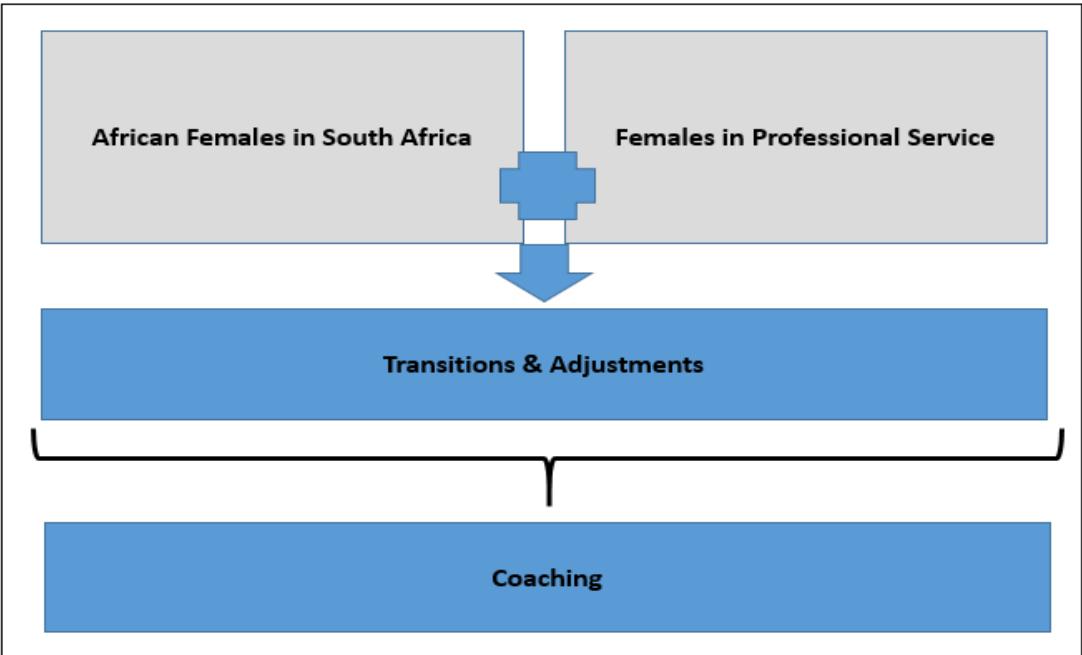 African Females in South Africa
Females in Professional Service
Transitions & Adjustments
Coaching